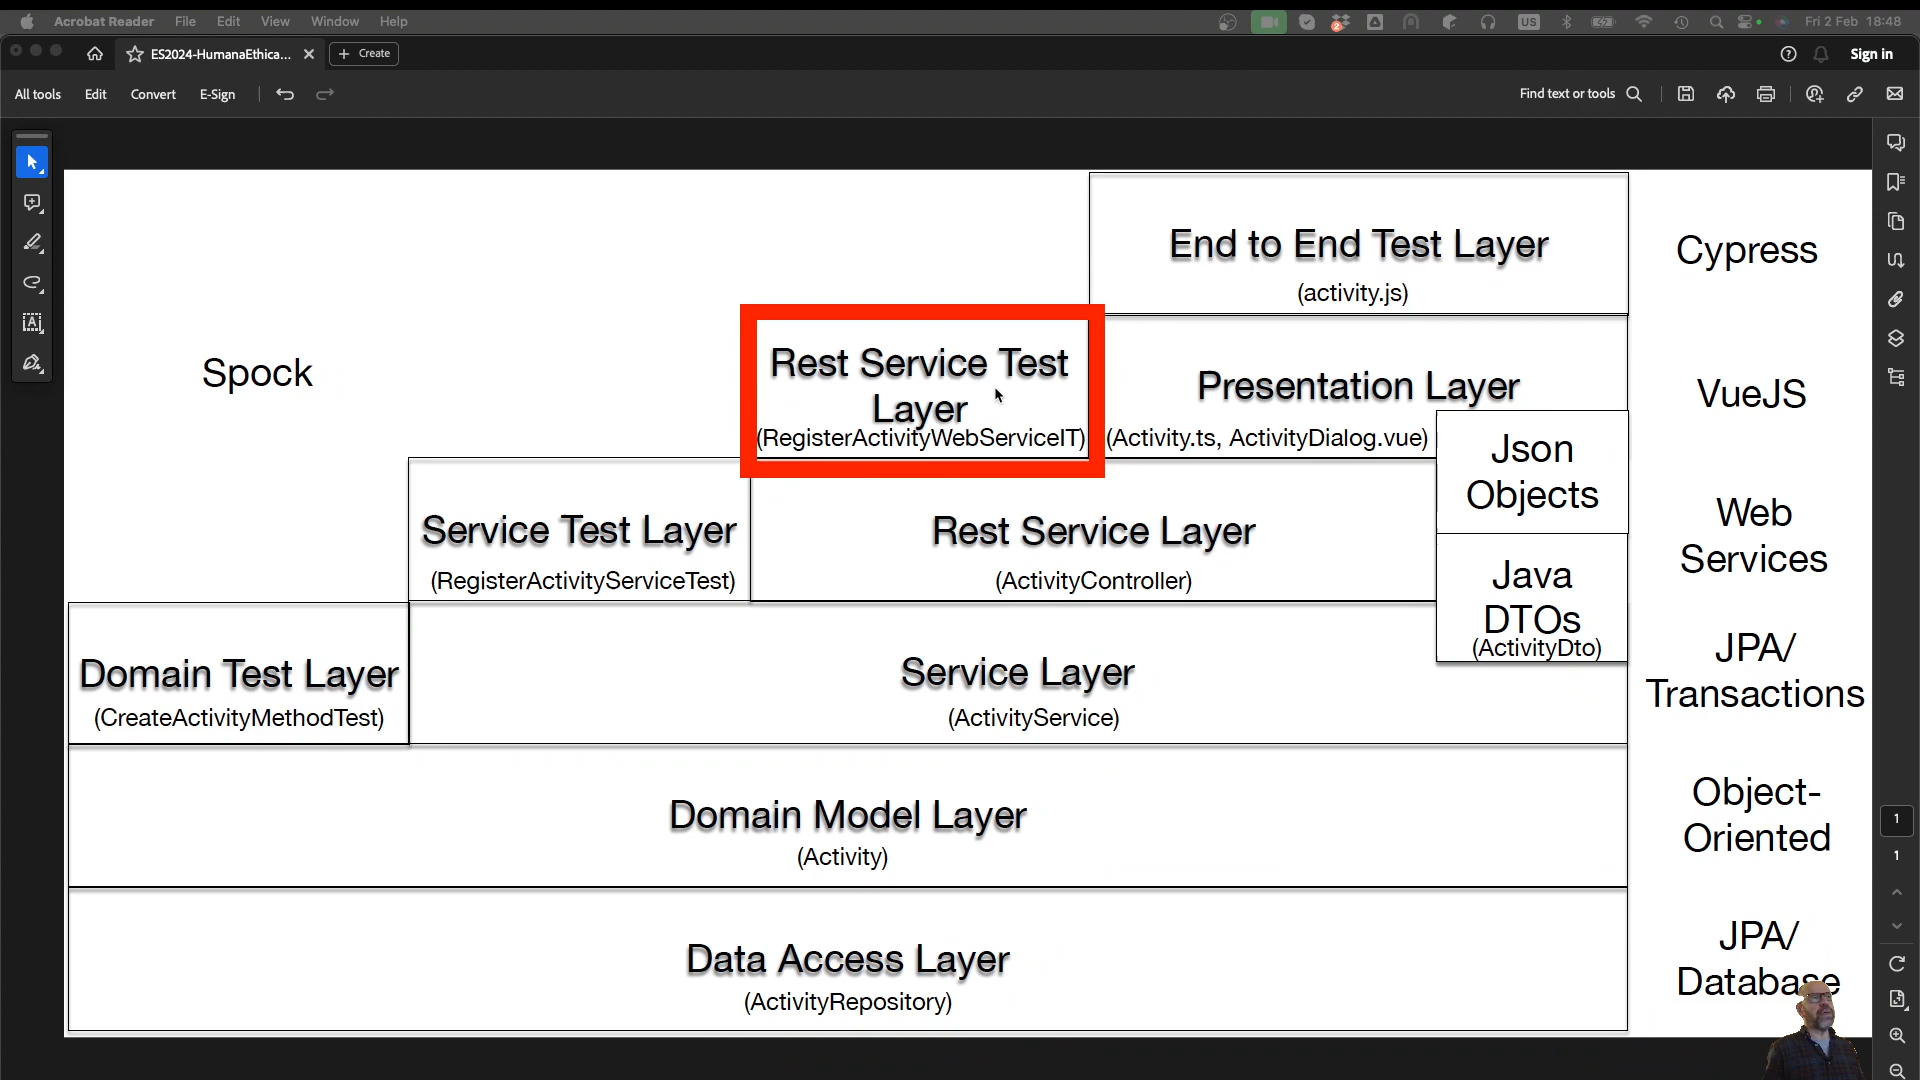 Acrobat Reader File Edit View Window Help
US
2
Fri 2 Feb 18:48
ES2024-HumanaEthica...
Create
Sign in
All tools Edit Convert E-Sign
Find text or tools
End to End Test Layer
(activity.js)
Cypress
Spock
Rest Service Test
Layer
(RegisterActivityWebServiceIT)
Presentation Layer
(Activity.ts, ActivityDialog.vue)
VueJS
Json
Objects
Service Test Layer
(RegisterActivityServiceTest)
Rest Service Layer
(ActivityController)
Web
Services
Java
DTOs
(ActivityDto)
Domain Test Layer
(CreateActivityMethodTest)
Service Layer
(ActivityService)
JPA/
Transactions
Domain Model Layer
(Activity)
Object-
Oriented
1
1
Data Access Layer
(ActivityRepository)
JPA/
Database